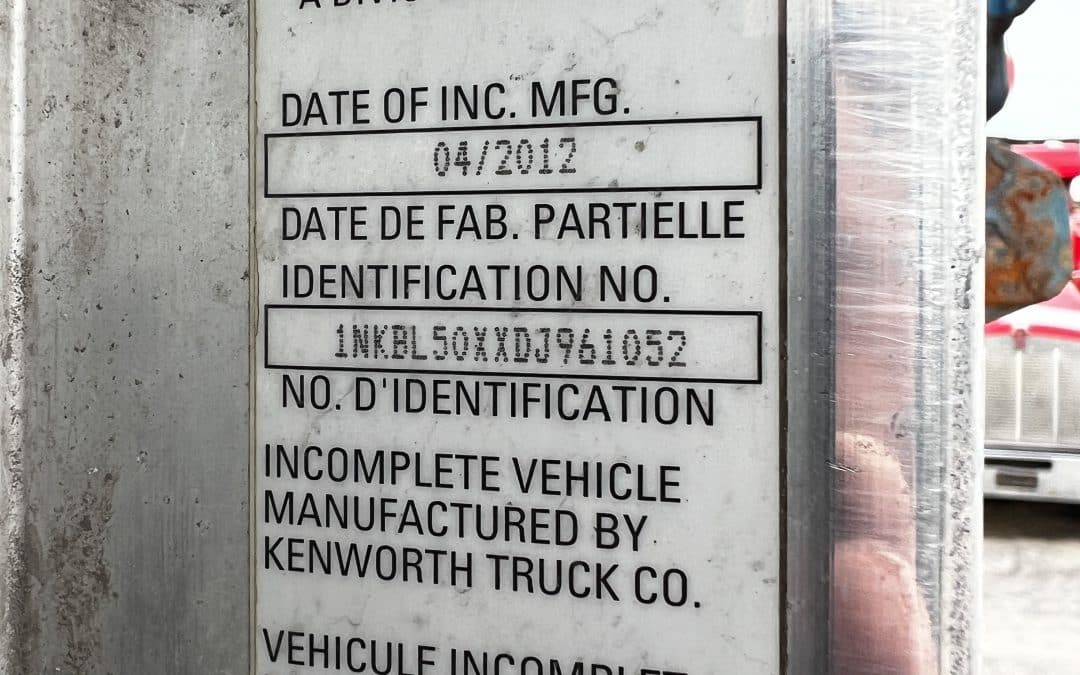 DATE OF INC. MFG.
04/2012
DATE DE FAB. PARTIELLE
IDENTIFICATION NO.
1NKBL50XXDJ961052
NO. D'IDENTIFICATION
INCOMPLETE VEHICLE
MANUFACTURED BY
KENWORTH TRUCK CO.
VEHICULE